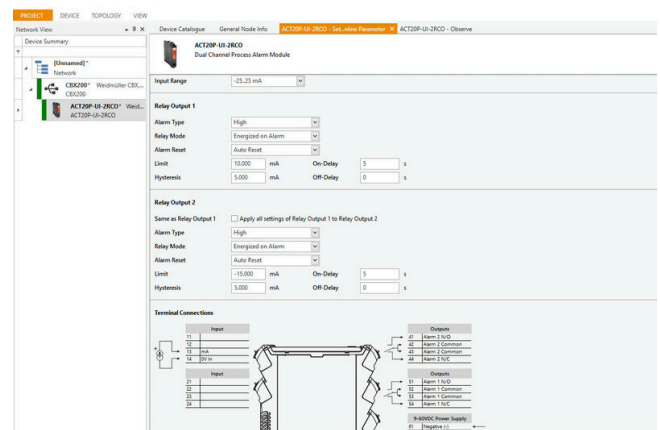 PROJECT DEVICE TOPOLOGY VIEW
Network View
Device Catalogue General Node Info ACT20P-UI-2RCO - Set...nline Parameter × ACT20P-UI-2RCO - Observe
Device Summary
[Unnamed]*
Network
CBX200* Weidmüller CBX...
CBX200
ACT20P-UI-2RCO* Weid...
ACT20P-UI-2RCO
ACT20P-UI-2RCO
Dual Channel Process Alarm Module
Input Range -25..23 mA
Relay Output 1
Alarm Type High
Relay Mode Energized on Alarm
Alarm Reset Auto Reset
Limit 10.000 mA On-Delay 5 s
Hysteresis 5.000 mA Off-Delay 0 s
Relay Output 2
Same as Relay Output 1 Apply all settings of Relay Output 1 to Relay Output 2
Alarm Type High
Relay Mode Energized on Alarm
Alarm Reset Auto Reset
Limit -15.000 mA On-Delay 5 s
Hysteresis 5.000 mA Off-Delay 0 s
Terminal Connections
Input
11
12
13 mA
14 0V in
Input
21
22
23
24
Outputs
41 Alarm 2 N/O
42 Alarm 2 Common
43 Alarm 2 Common
44 Alarm 2 N/C
Outputs
51 Alarm 1 N/O
52 Alarm 1 Common
53 Alarm 1 Common
54 Alarm 1 N/C
9-60VDC Power Supply
81 Negative (-)